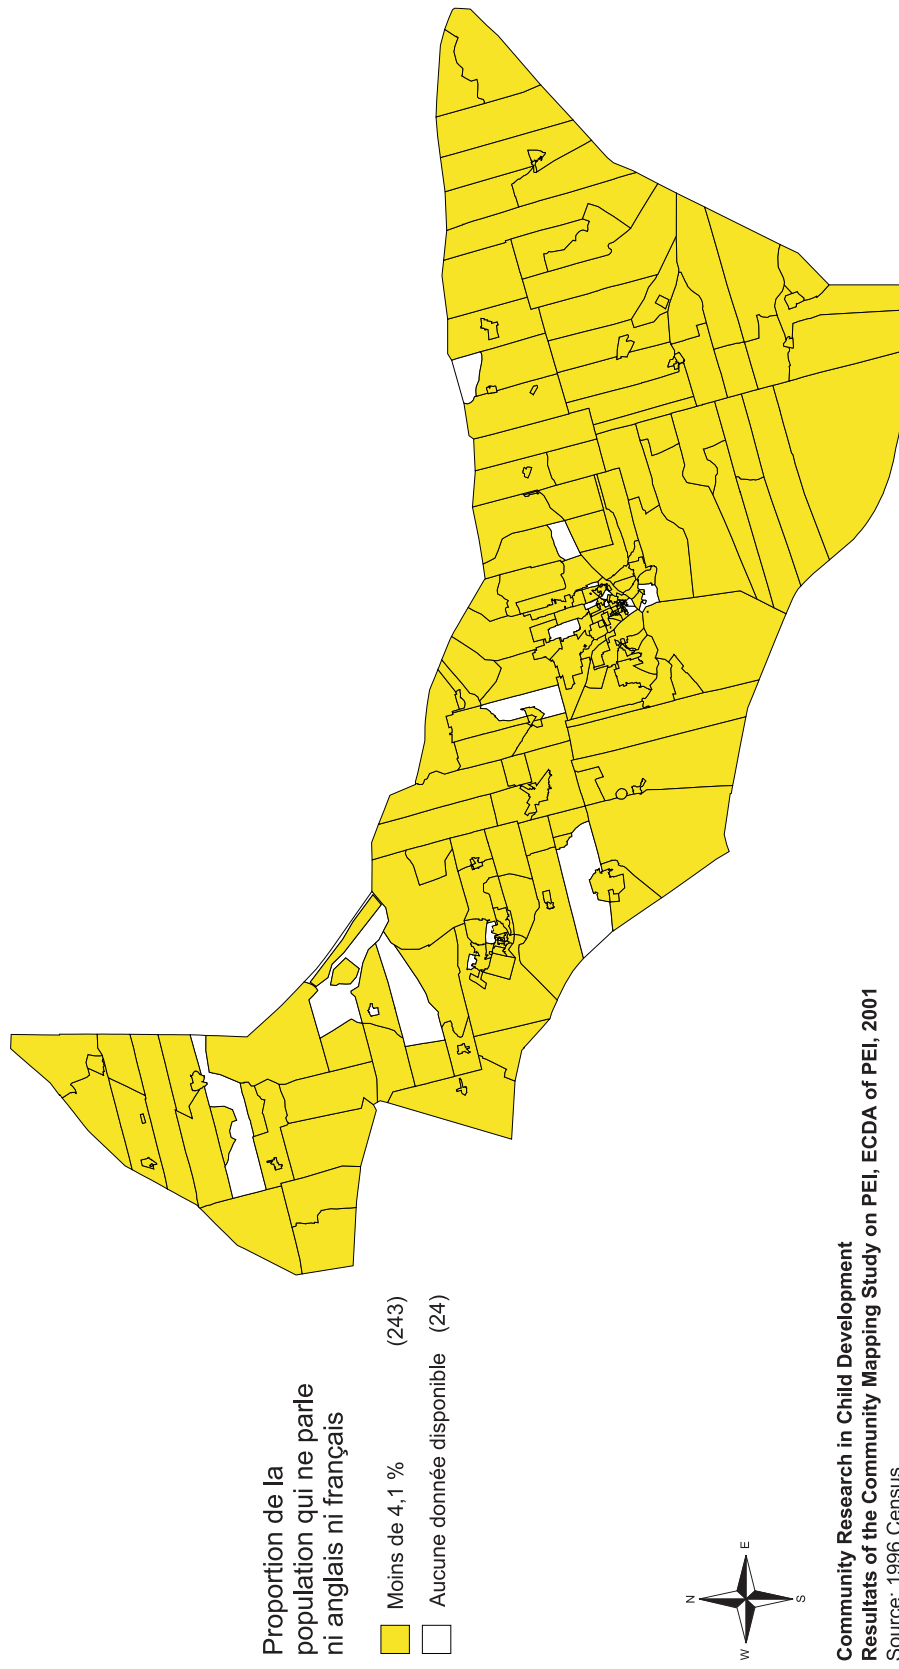 Proportion de la
population qui ne parle
ni anglais ni français
Moins de 4,1 % (243)
Aucune donnée disponible (24)
N
W
E
S
Community Research in Child Development
Resultats of the Community Mapping Study on PEI, ECDA of PEI, 2001
Source: 1996 Census